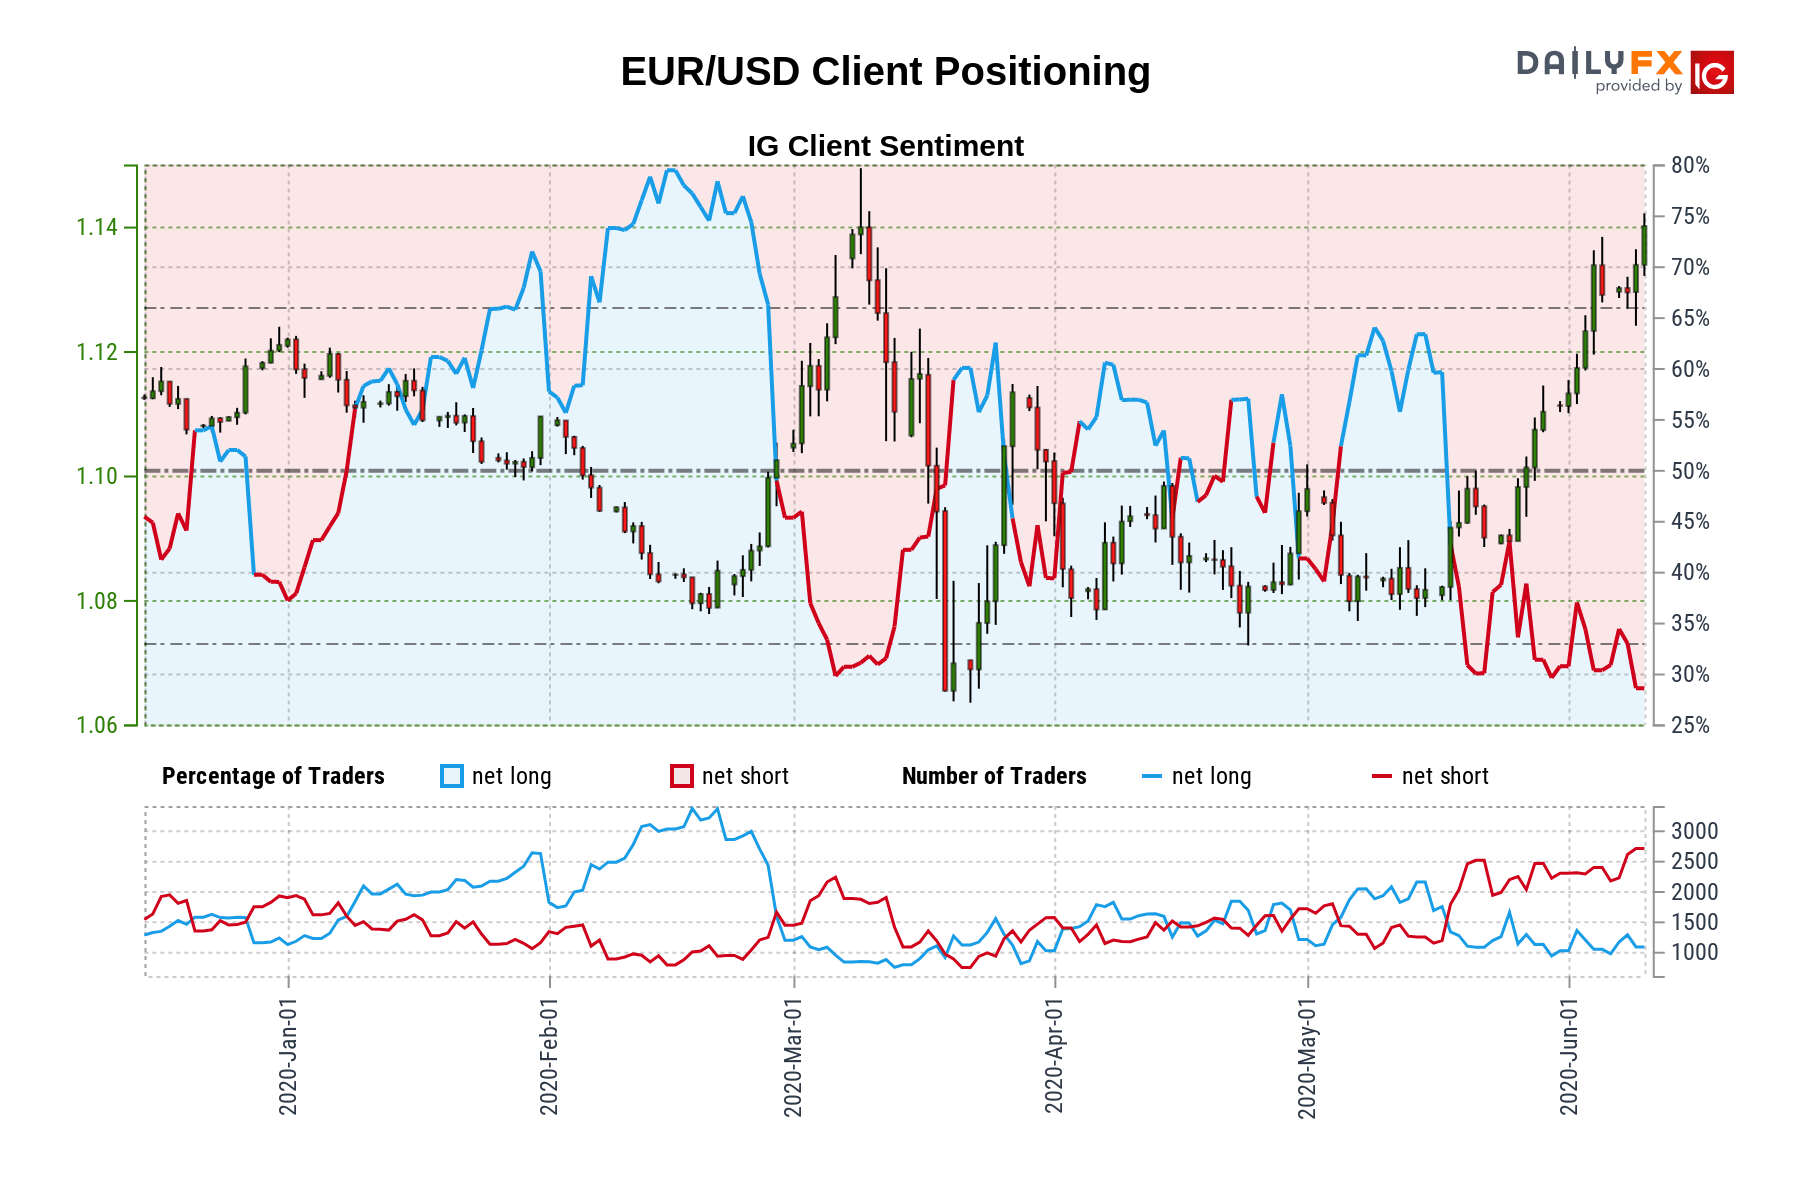 EUR/USD Client Positioning
DAILYFX
provided by IG
IG Client Sentiment
80%
75%
70%
65%
60%
55%
50%
45%
40%
35%
30%
25%
1.14
1.12
1.10
1.08
1.06
Percentage of Traders net long net short Number of Traders net long net short
3000
2500
2000
1500
1000
2020-Jan-01
2020-Feb-01
2020-Mar-01
2020-Apr-01
2020-May-01
2020-Jun-01